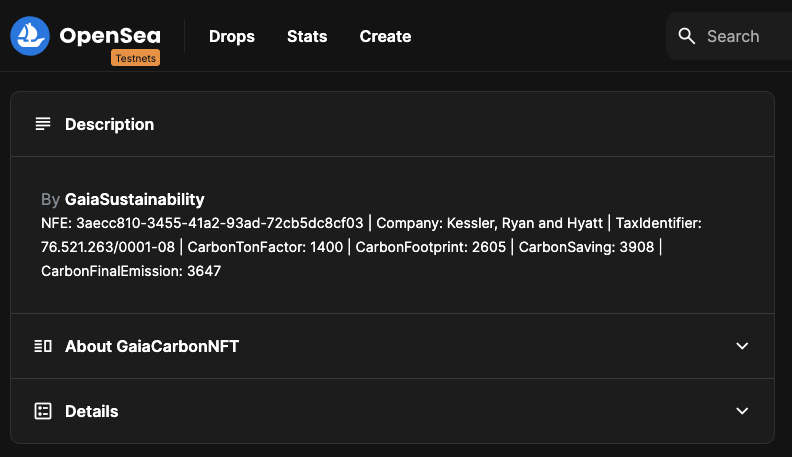 OpenSea
Testnets
Drops
Stats
Create
Search
Description
By GaiaSustainability
NFE: 3aecc810-3455-41a2-93ad-72cb5dc8cf03 | Company: Kessler, Ryan and Hyatt | TaxIdentifier:
76.521.263/0001-08 | CarbonTonFactor: 1400 | CarbonFootprint: 2605 | CarbonSaving: 3908 |
CarbonFinalEmission: 3647
About GaiaCarbonNFT
Details